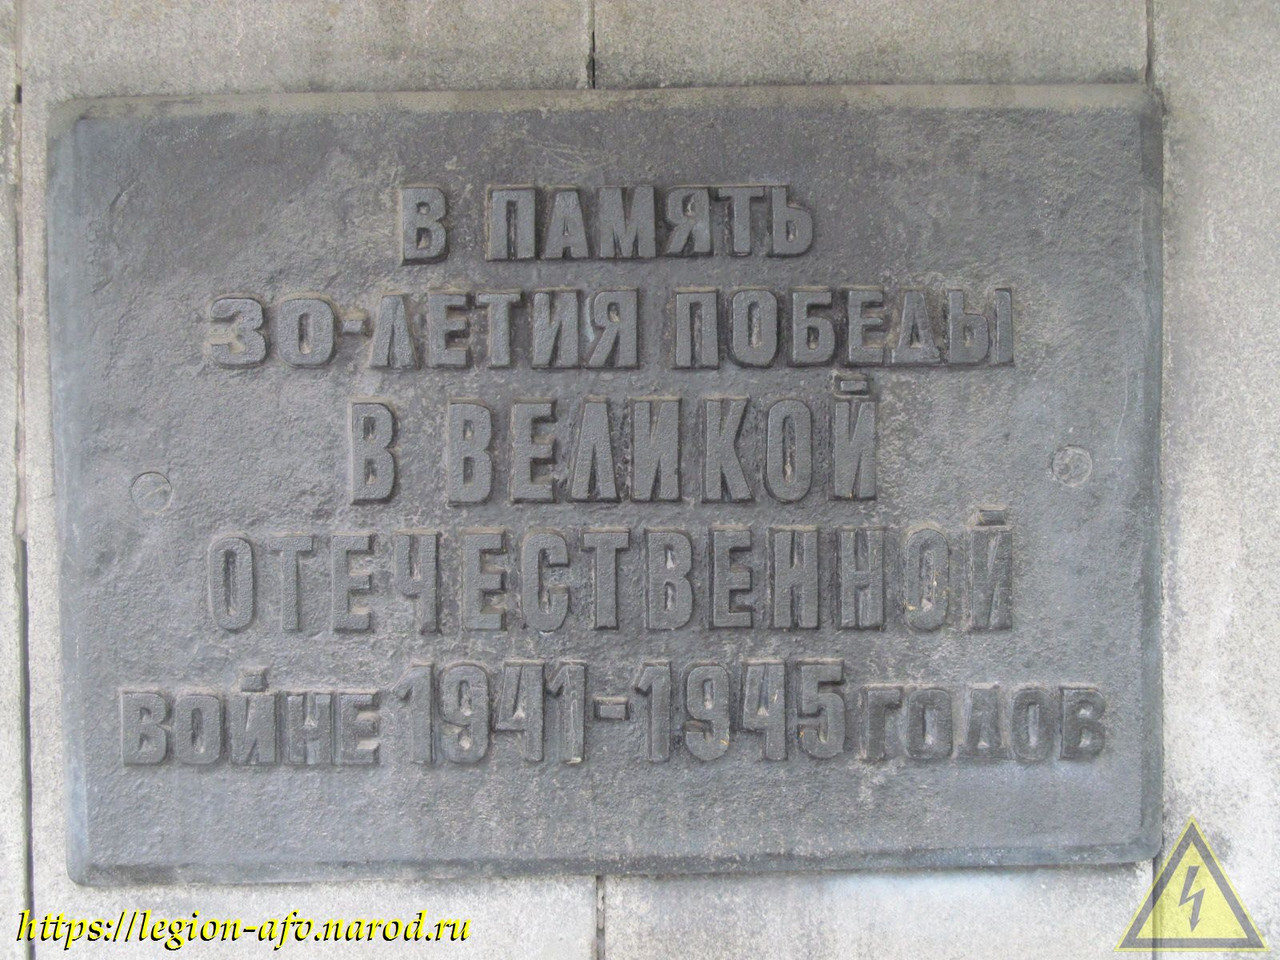 В ПАМЯТЬ
30-ЛЕТИЯ ПОБЕДЫ
В ВЕЛИКОЙ
ОТЕЧЕСТВЕННОЙ
ВОЙНЕ 1941-1945 ГОДОВ
https://legion-afv.narod.ru